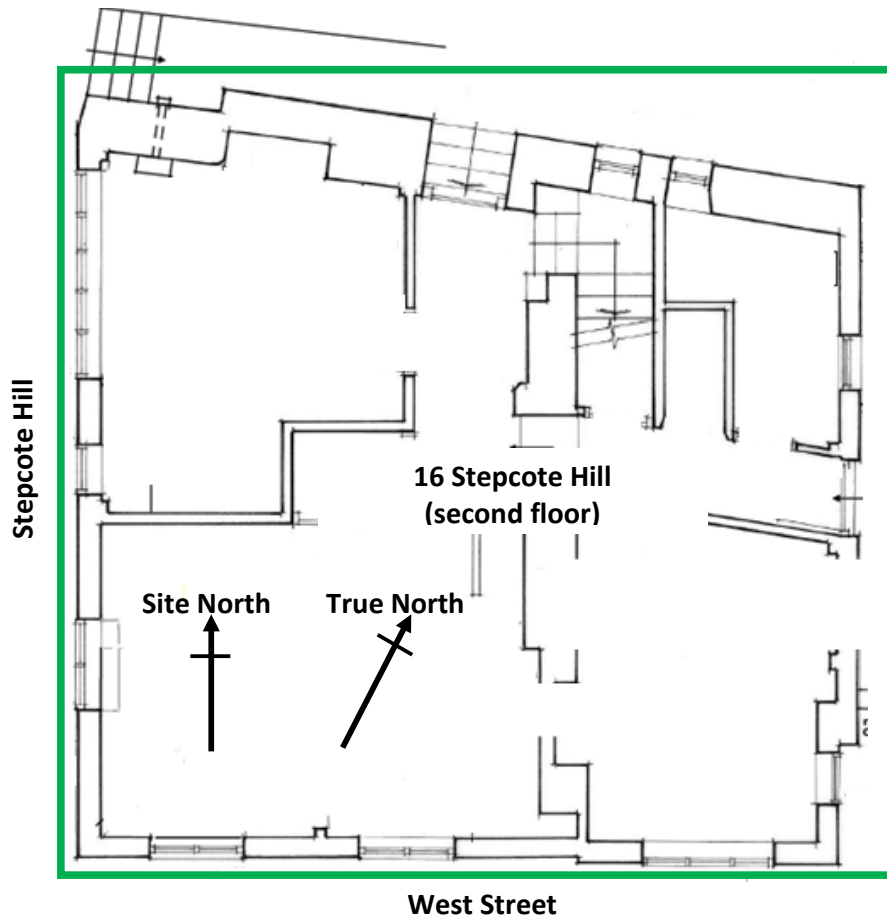 Stepcote Hill
16 Stepcote Hill
(second floor)
Site North
True North
West Street